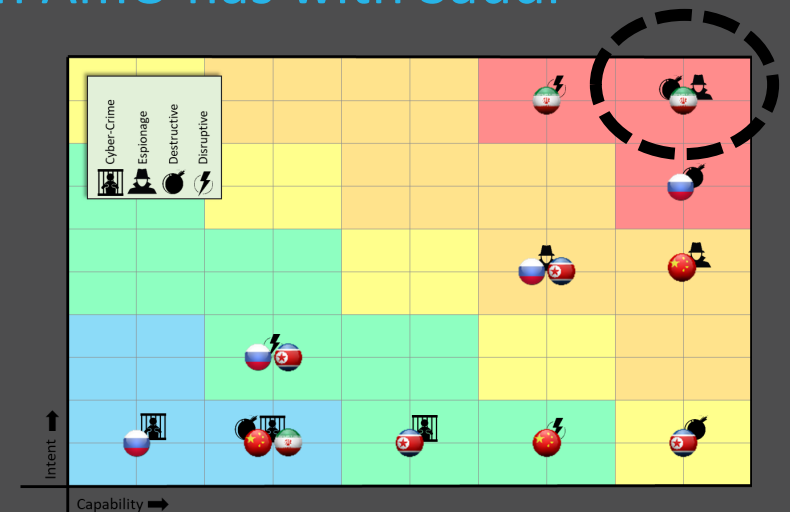 Cyber-Crime
Espionage
Destructive
Disruptive
Intent
Capability